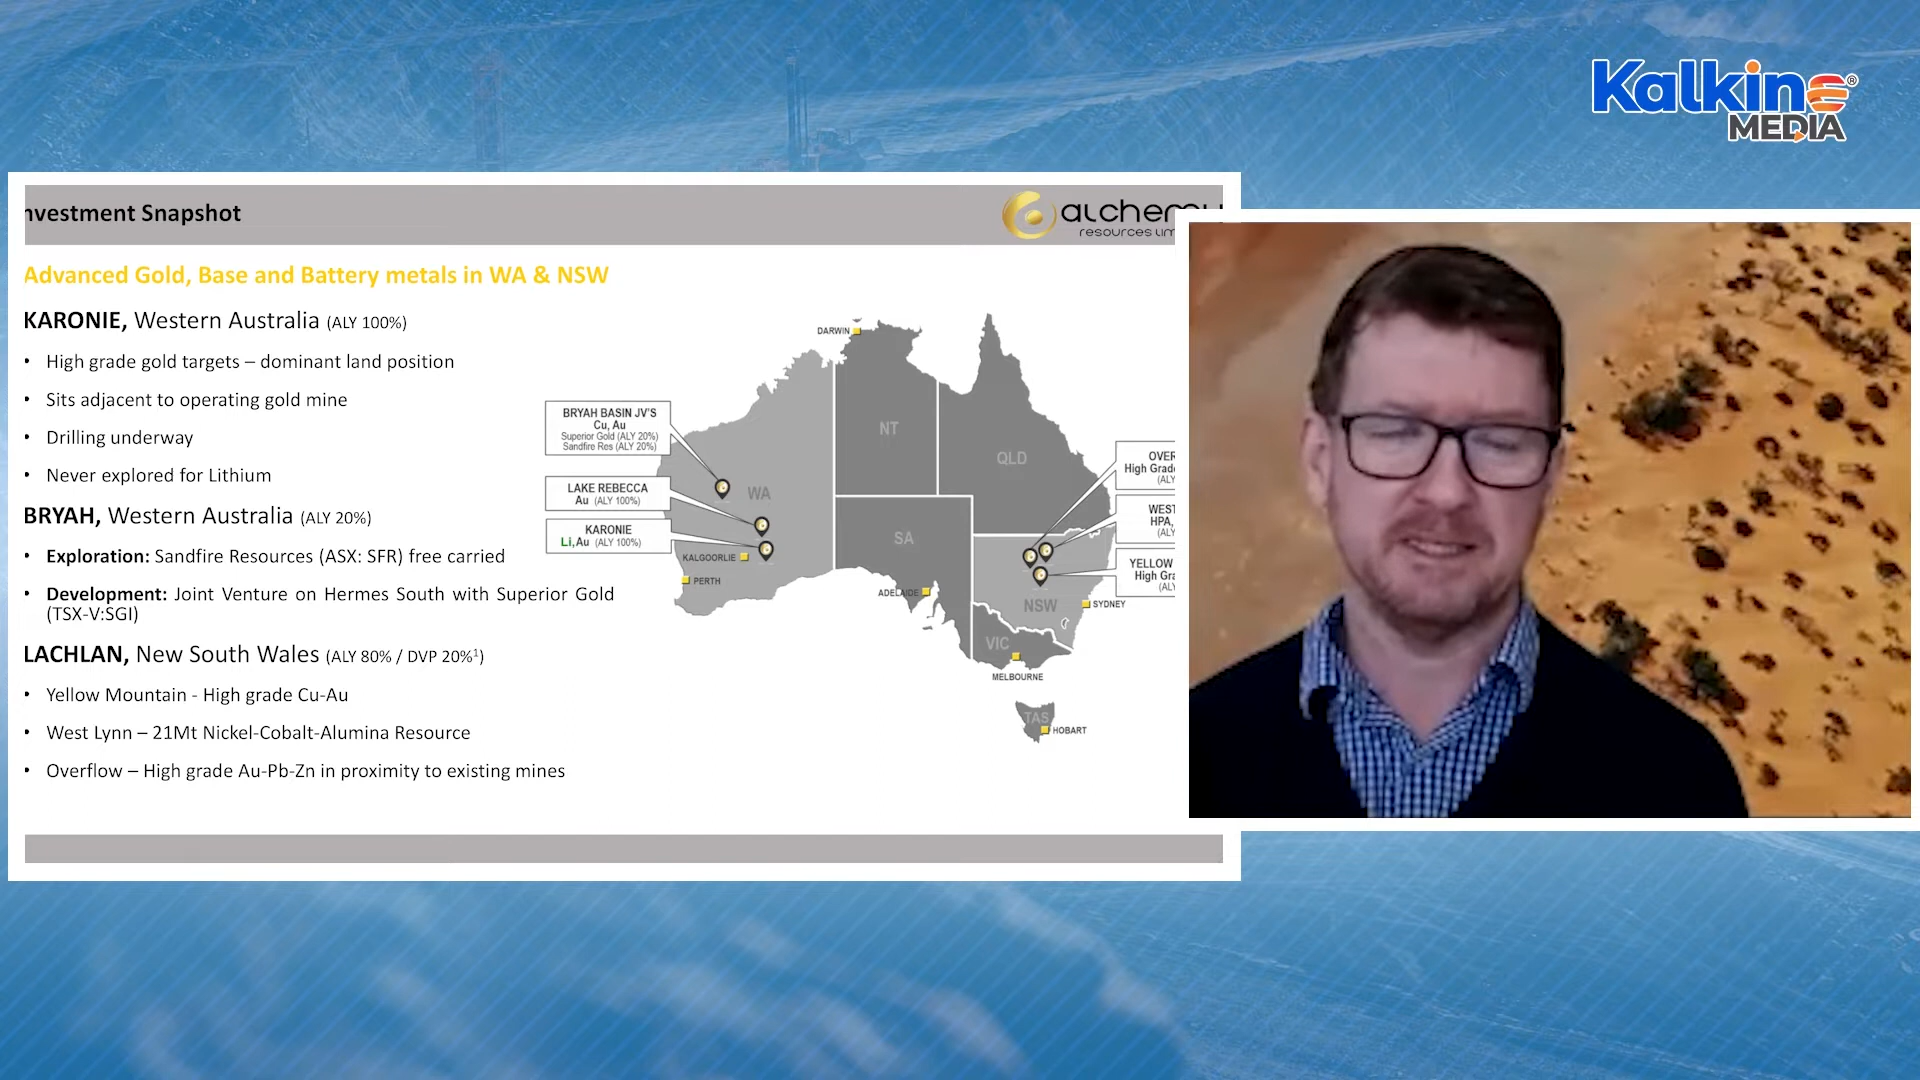 Kalkine®
MEDIA
nvestment Snapshot
alchemy
resources
Advanced Gold, Base and Battery metals in WA & NSW
KARONIE, Western Australia (ALY 100%)
• High grade gold targets – dominant land position
• Sits adjacent to operating gold mine
• Drilling underway
• Never explored for Lithium
BRYAH, Western Australia (ALY 20%)
• Exploration: Sandfire Resources (ASX: SFR) free carried
• Development: Joint Venture on Hermes South with Superior Gold
(TSX-V:SGI)
LACHLAN, New South Wales (ALY 80% / DVP 20%¹)
• Yellow Mountain - High grade Cu-Au
• West Lynn – 21Mt Nickel-Cobalt-Alumina Resource
• Overflow – High grade Au-Pb-Zn in proximity to existing mines
BRYAH BASIN JV'S
Cu, Au
Superior Gold (ALY 20%)
Sandfire Res (ALY 20%)
LAKE REBECCA
Au (ALY 100%)
KARONIE
Li,Au (ALY 100%)
DARWIN
NT
QLD
WA
SA
KALGOORLIE
PERTH
ADELAIDE
NSW
SYDNEY
VIC
MELBOURNE
TAS
HOBART
OVER
High Grade
(ALY
WEST
HPA,
(ALY
YELLOW
High Gra
(ALY